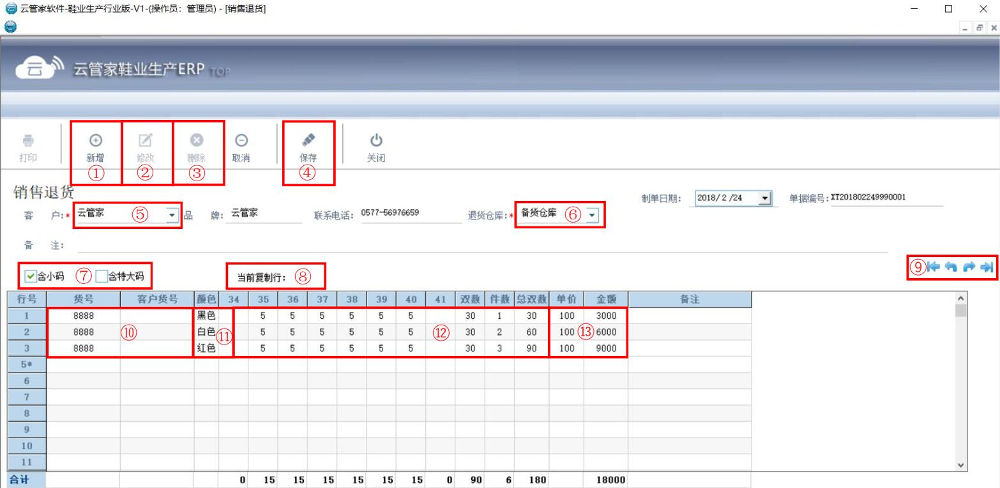 云管家软件-鞋业生产行业版-V1-(操作员：管理员) - [销售退货]
云 云管家鞋业生产ERP TOP
打印 新增 修改 删除 取消 保存 关闭
① ② ③ ④
销售退货
制单日期： 2018/ 2 /24 单据编号：XT201802249990001
客 户：* 云管家 ⑤ 品 牌： 云管家 联系电话： 0577-56976659 退货仓库：* 备货仓库 ⑥
备 注：
含小码 ⑦ 含特大码 当前复制行： ⑧ ⑨
行号 货号 客户货号 颜色 34 35 36 37 38 39 40 41 双数 件数 总双数 单价 金额 备注
1 8888 黑色 5 5 5 5 5 5 30 1 30 100 3000
2 8888 ⑩ 白色 ⑪ 5 5 5 5 5 5 ⑫ 30 2 60 100 ⑬ 6000
3 8888 红色 5 5 5 5 5 5 30 3 90 100 9000
5*
6
7
8
9
10
11
合计 0 15 15 15 15 15 15 0 90 6 180 18000